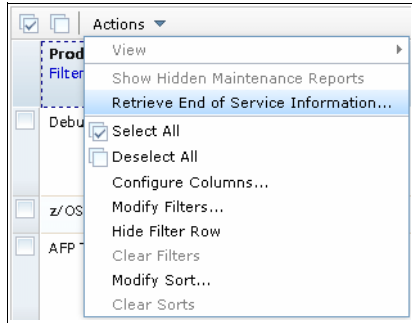 Actions
Prod
Filter
Debu
z/OS
AFP T
View
Show Hidden Maintenance Reports
Retrieve End of Service Information...
Select All
Deselect All
Configure Columns...
Modify Filters...
Hide Filter Row
Clear Filters
Modify Sort...
Clear Sorts